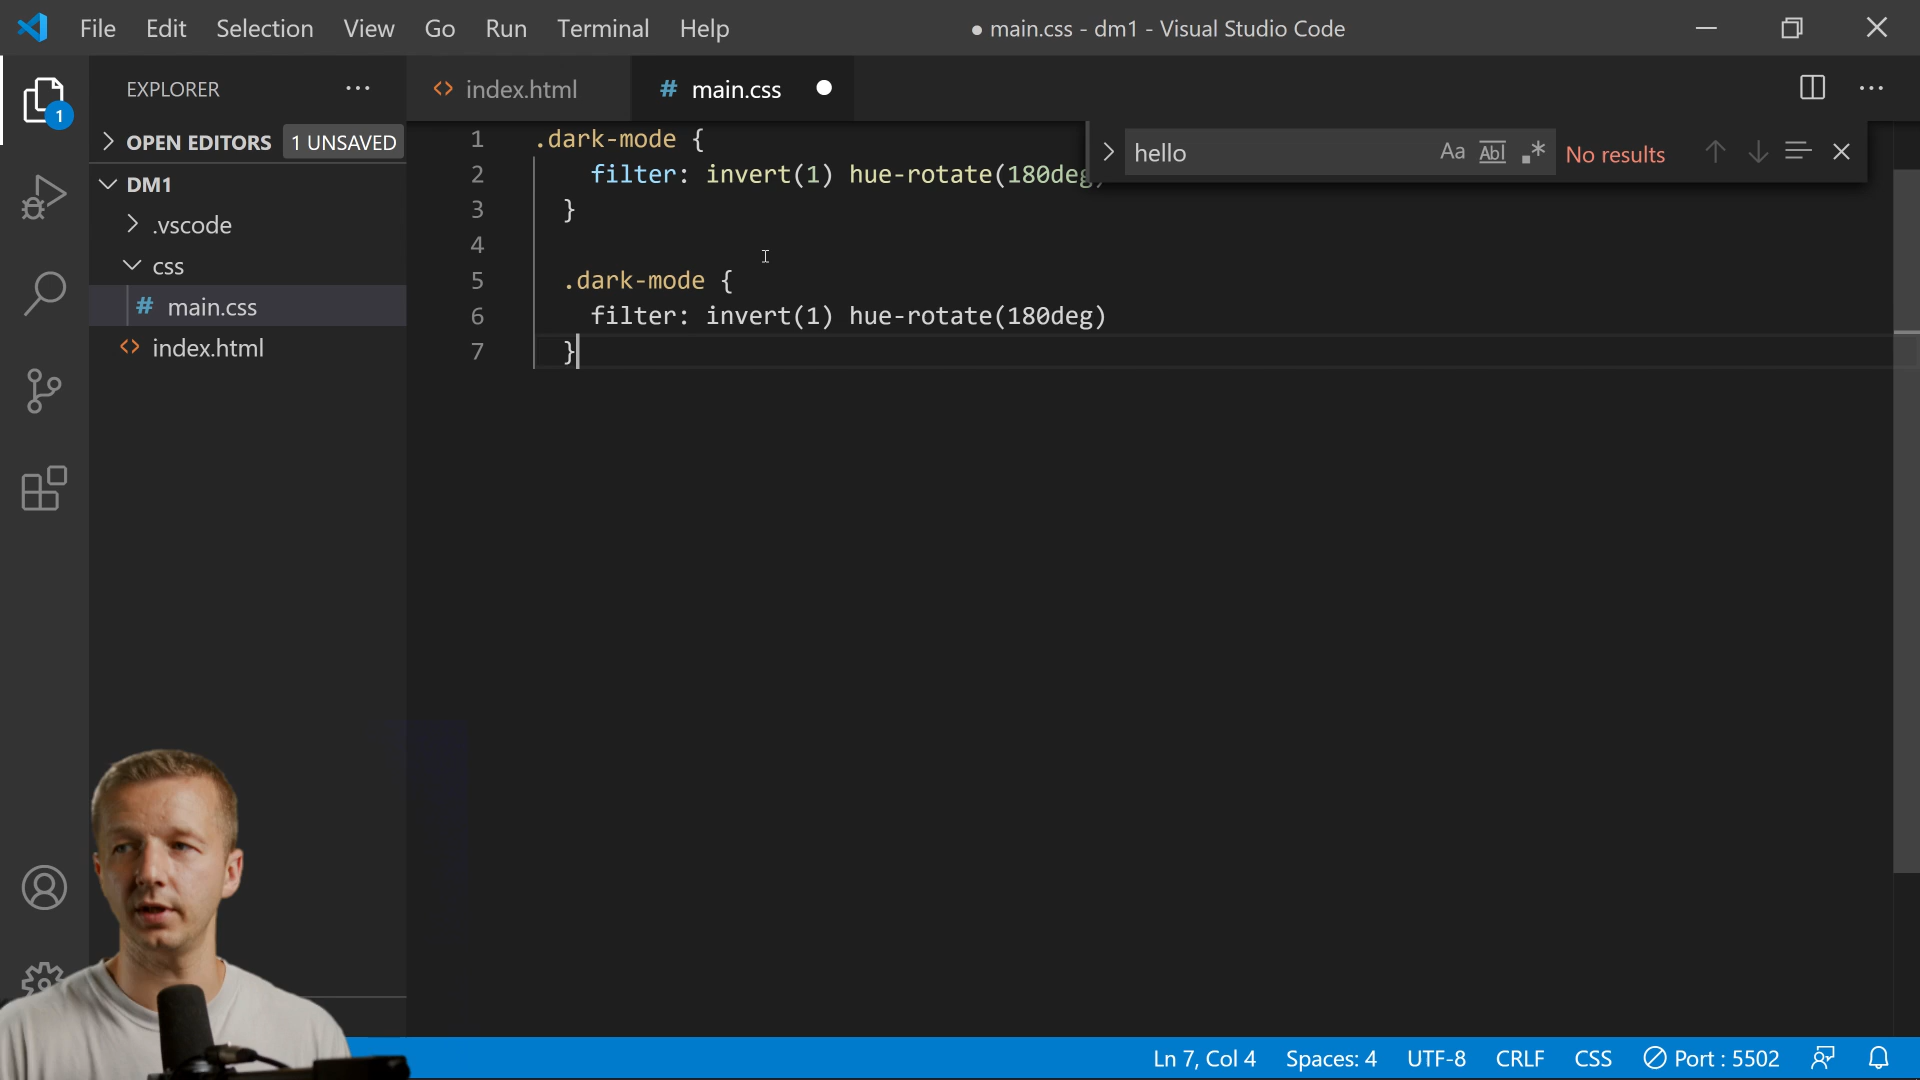 File Edit Selection View Go Run Terminal Help ● main.css - dm1 - Visual Studio Code
EXPLORER ···
<> index.html
# main.css ●
OPEN EDITORS 1 UNSAVED
DM1
.vscode
css
# main.css
<> index.html
1
1 .dark-mode {
2 filter: invert(1) hue-rotate(180deg)
3 }
4
5 .dark-mode {
6 filter: invert(1) hue-rotate(180deg)
7 }
hello Aa Abl .* No results
Ln 7, Col 4 Spaces: 4 UTF-8 CRLF CSS Port : 5502